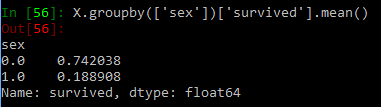 In [56]: X.groupby(['sex'])['survived'].mean()
Out[56]:
sex
0.0    0.742038
1.0    0.188908
Name: survived, dtype: float64